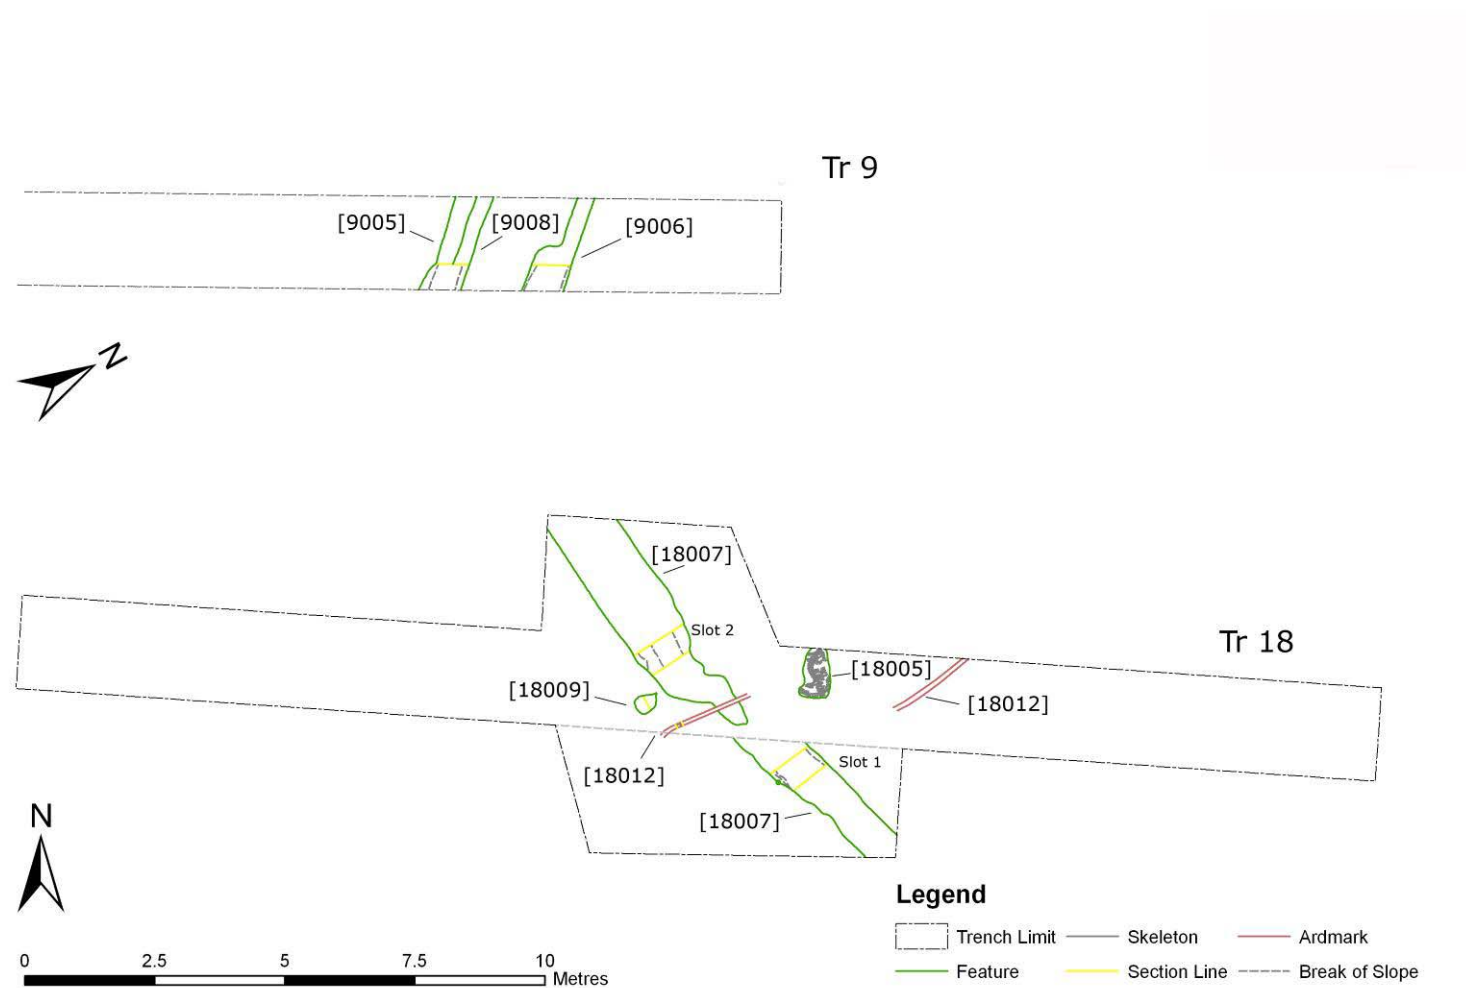 Tr 9
[9005]
[9008]
[9006]
N
[18007]
Slot 2
Tr 18
[18005]
[18009]
[18012]
[18012]
Slot 1
[18007]
N
Legend
Trench Limit
Skeleton
Ardmark
Feature
Section Line
Break of Slope
0 2.5 5 7.5 10
Metres